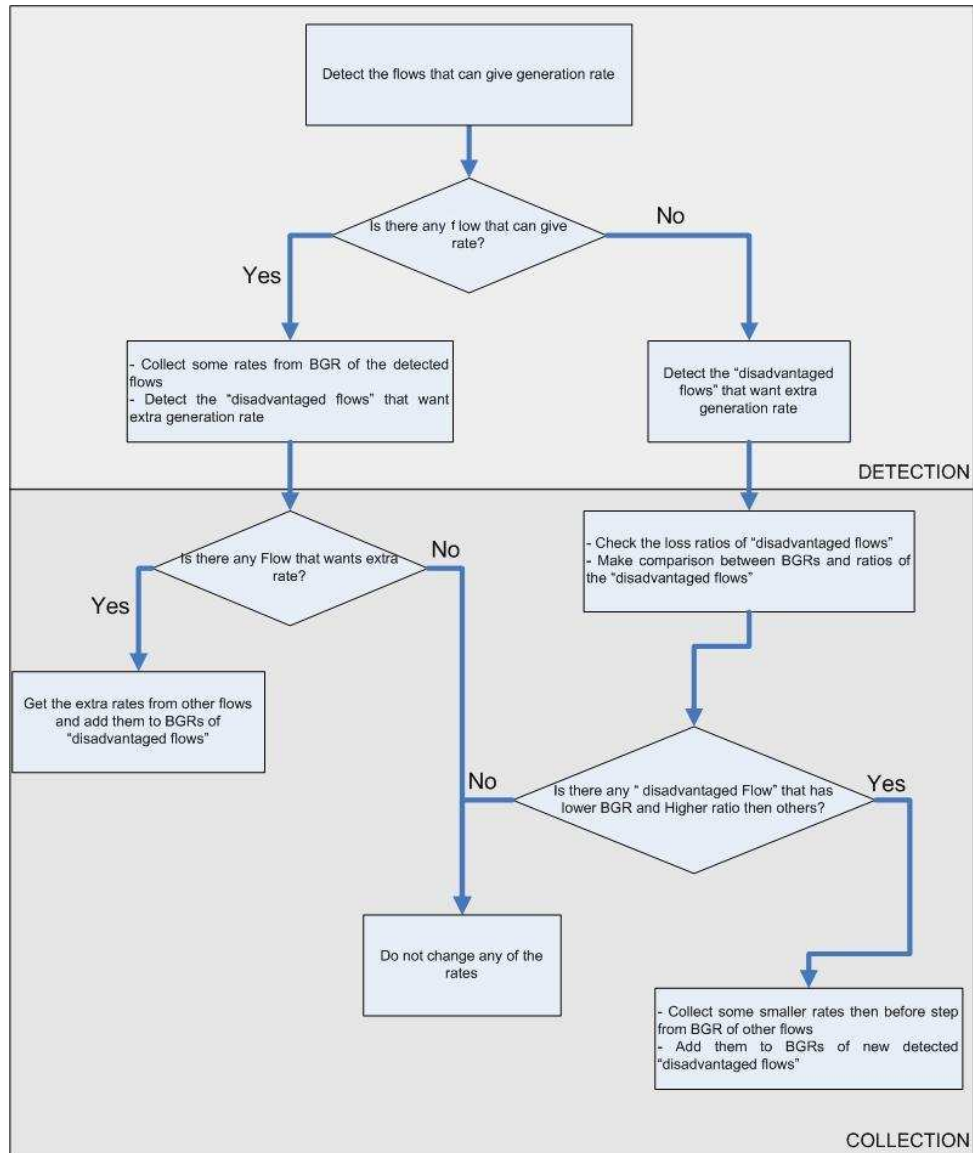 Detect the flows that can give generation rate
Is there any f low that can give
rate?
No
Yes
- Collect some rates from BGR of the detected
flows
- Detect the “disadvantaged flows” that want
extra generation rate
Detect the “disadvantaged
flows” that want extra
generation rate
DETECTION
Is there any Flow that wants extra
rate?
No
Yes
- Check the loss ratios of “disadvantaged flows”
- Make comparison between BGRs and ratios of
the “disadvantaged flows”
Get the extra rates from other flows
and add them to BGRs of
“disadvantaged flows”
No
Is there any “ disadvantaged Flow” that has
lower BGR and Higher ratio then others?
Yes
Do not change any of the
rates
- Collect some smaller rates then before step
from BGR of other flows
- Add them to BGRs of new detected
“disadvantaged flows”
COLLECTION